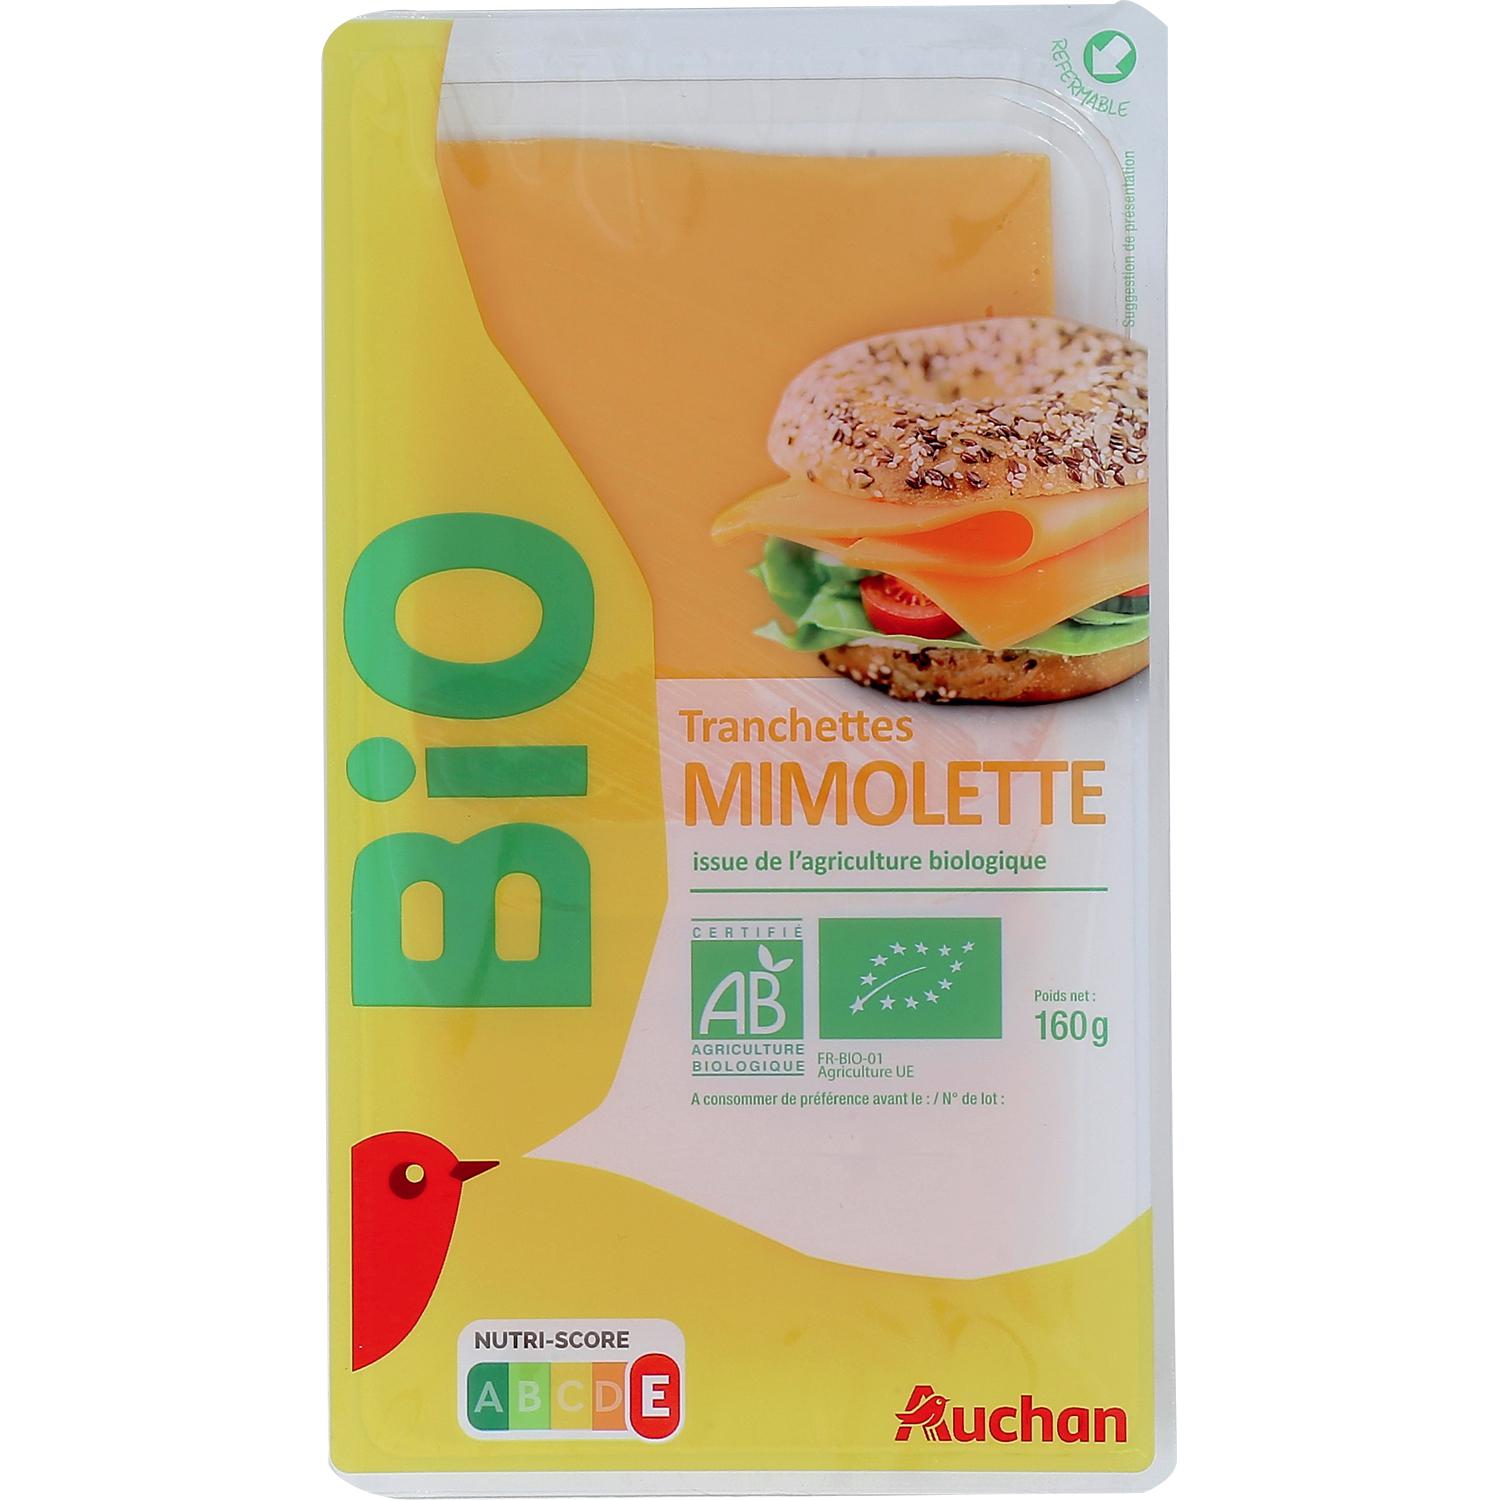 REFERMABLE
Suggestion de présentation
BiO
Tranchettes
MIMOLETTE
issue de l'agriculture biologique
CERTIFIÉ
AB
AGRICULTURE
BIOLOGIQUE
FR-BIO-01
Agriculture UE
Poids net :
160g
A consommer de préférence avant le : / N° de lot :
NUTRI-SCORE
A B C D E
Auchan